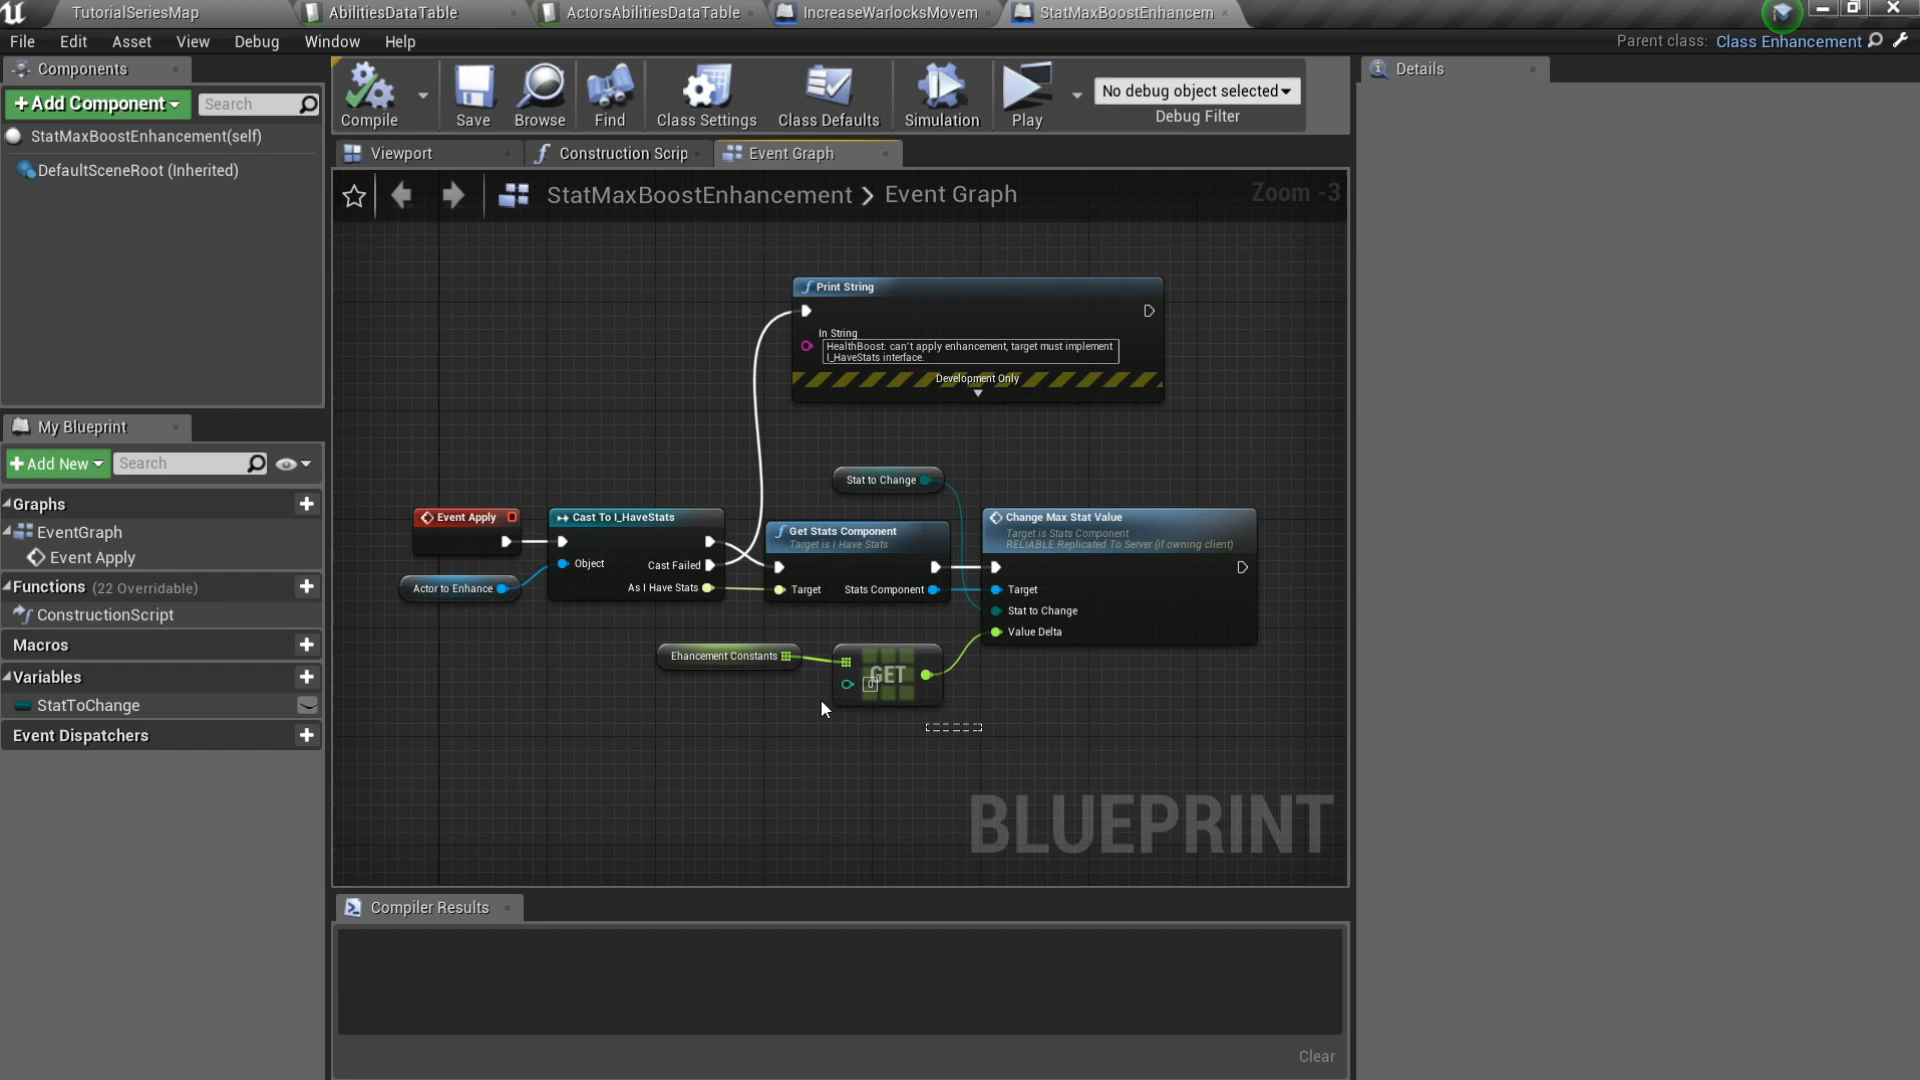 TutorialSeriesMap
AbilitiesDataTable
ActorsAbilitiesDataTable
IncreaseWarlocksMovem
StatMaxBoostEnhancem
File Edit Asset View Debug Window Help
Parent class: Class Enhancement
Components
+Add Component
Search
StatMaxBoostEnhancement(self)
DefaultSceneRoot (Inherited)
Compile
Save
Browse
Find
Class Settings
Class Defaults
Simulation
Play
No debug object selected
Debug Filter
Details
Viewport
Construction Scrip
Event Graph
StatMaxBoostEnhancement > Event Graph
Zoom -3
Print String
In String
HealthBoost: can't apply enhancement, target must implement
I_HaveStats interface.
Development Only
Stat to Change
Event Apply
Cast To I_HaveStats
Object
Cast Failed
As I Have Stats
Actor to Enhance
Get Stats Component
Target is I Have Stats
Target
Stats Component
Change Max Stat Value
Target is Stats Component
RELIABLE Replicated To Server (if owning client)
Target
Stat to Change
Value Delta
Ehancement Constants
GET
0
BLUEPRINT
My Blueprint
+Add New
Search
Graphs
EventGraph
Event Apply
Functions (22 Overridable)
ConstructionScript
Macros
Variables
StatToChange
Event Dispatchers
Compiler Results
Clear